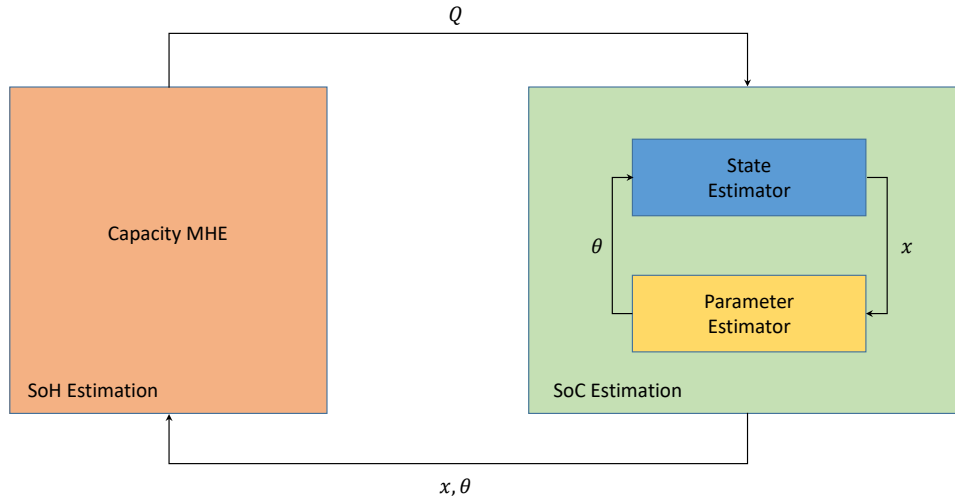 Q
State
Estimator
Capacity MHE
θ
x
Parameter
Estimator
SoH Estimation
SoC Estimation
x, θ